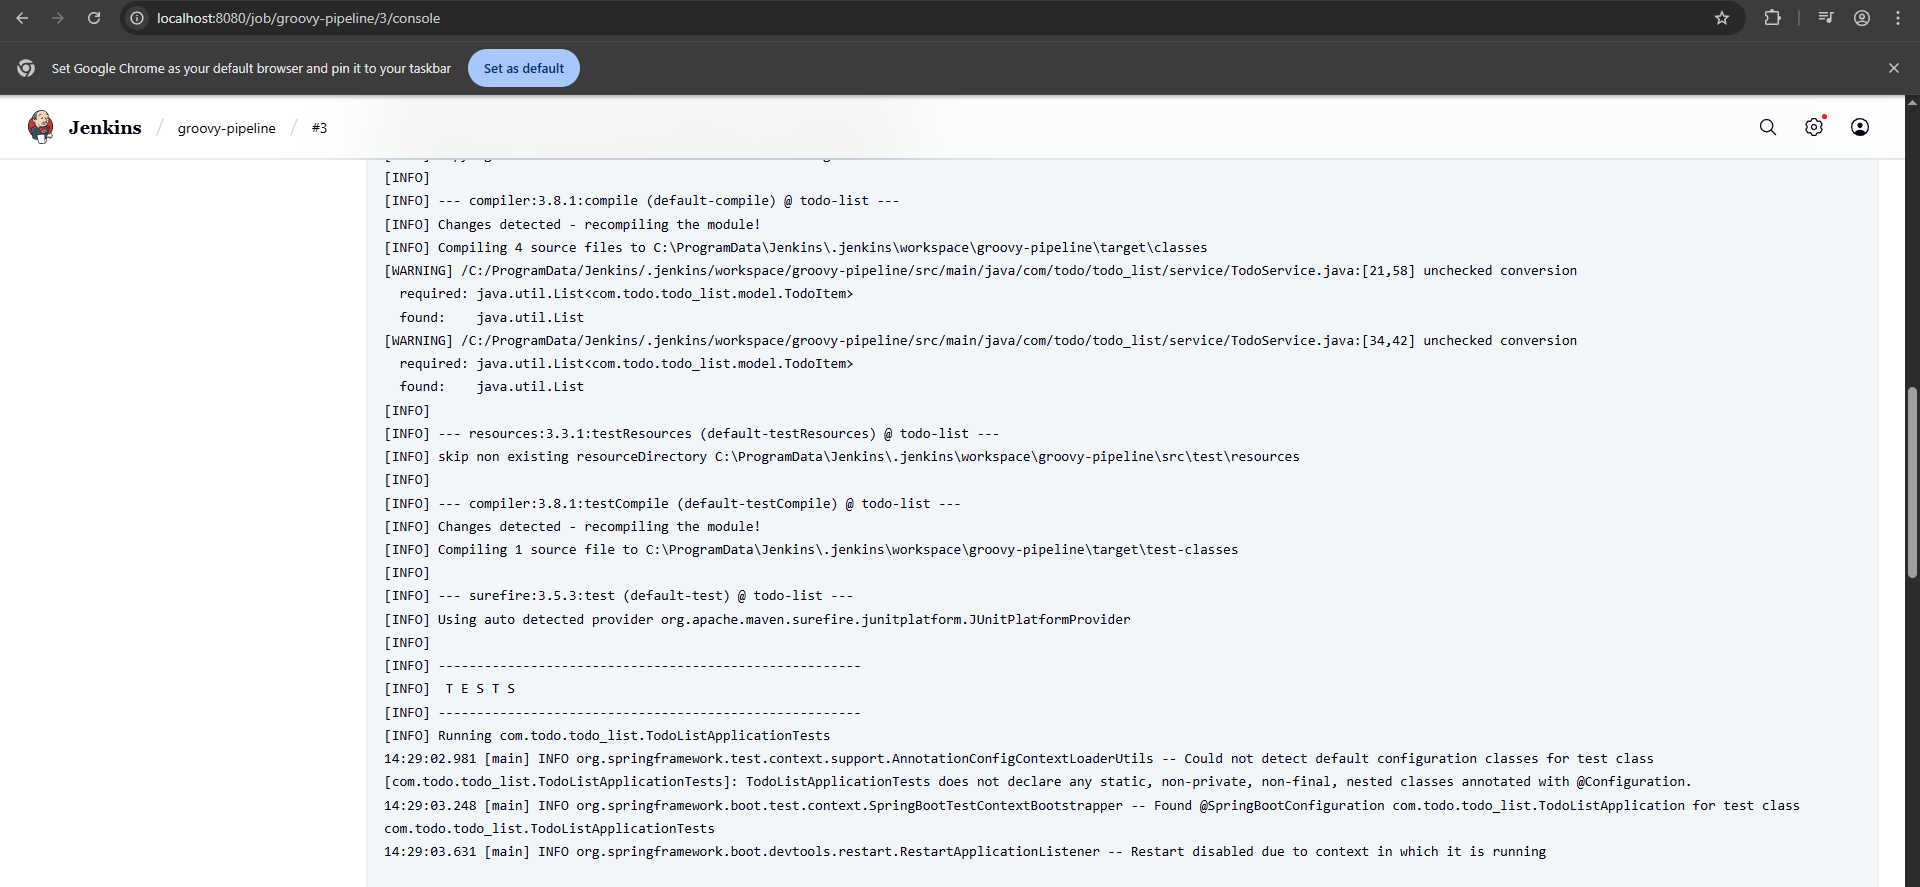 localhost:8080/job/groovy-pipeline/3/console
Set Google Chrome as your default browser and pin it to your taskbar
Set as default
Jenkins / groovy-pipeline / #3
[INFO]
[INFO] --- compiler:3.8.1:compile (default-compile) @ todo-list ---
[INFO] Changes detected - recompiling the module!
[INFO] Compiling 4 source files to C:\ProgramData\Jenkins\.jenkins\workspace\groovy-pipeline\target\classes
[WARNING] /C:/ProgramData/Jenkins/.jenkins/workspace/groovy-pipeline/src/main/java/com/todo/todo_list/service/TodoService.java:[21,58] unchecked conversion
  required: java.util.List<com.todo.todo_list.model.TodoItem>
  found:    java.util.List
[WARNING] /C:/ProgramData/Jenkins/.jenkins/workspace/groovy-pipeline/src/main/java/com/todo/todo_list/service/TodoService.java:[34,42] unchecked conversion
  required: java.util.List<com.todo.todo_list.model.TodoItem>
  found:    java.util.List
[INFO]
[INFO] --- resources:3.3.1:testResources (default-testResources) @ todo-list ---
[INFO] skip non existing resourceDirectory C:\ProgramData\Jenkins\.jenkins\workspace\groovy-pipeline\src\test\resources
[INFO]
[INFO] --- compiler:3.8.1:testCompile (default-testCompile) @ todo-list ---
[INFO] Changes detected - recompiling the module!
[INFO] Compiling 1 source file to C:\ProgramData\Jenkins\.jenkins\workspace\groovy-pipeline\target\test-classes
[INFO]
[INFO] --- surefire:3.5.3:test (default-test) @ todo-list ---
[INFO] Using auto detected provider org.apache.maven.surefire.junitplatform.JUnitPlatformProvider
[INFO]
[INFO] -------------------------------------------------------
[INFO]  T E S T S
[INFO] -------------------------------------------------------
[INFO] Running com.todo.todo_list.TodoListApplicationTests
14:29:02.981 [main] INFO org.springframework.test.context.support.AnnotationConfigContextLoaderUtils -- Could not detect default configuration classes for test class
[com.todo.todo_list.TodoListApplicationTests]: TodoListApplicationTests does not declare any static, non-private, non-final, nested classes annotated with @Configuration.
14:29:03.248 [main] INFO org.springframework.boot.test.context.SpringBootTestContextBootstrapper -- Found @SpringBootConfiguration com.todo.todo_list.TodoListApplication for test class
com.todo.todo_list.TodoListApplicationTests
14:29:03.631 [main] INFO org.springframework.boot.devtools.restart.RestartApplicationListener -- Restart disabled due to context in which it is running